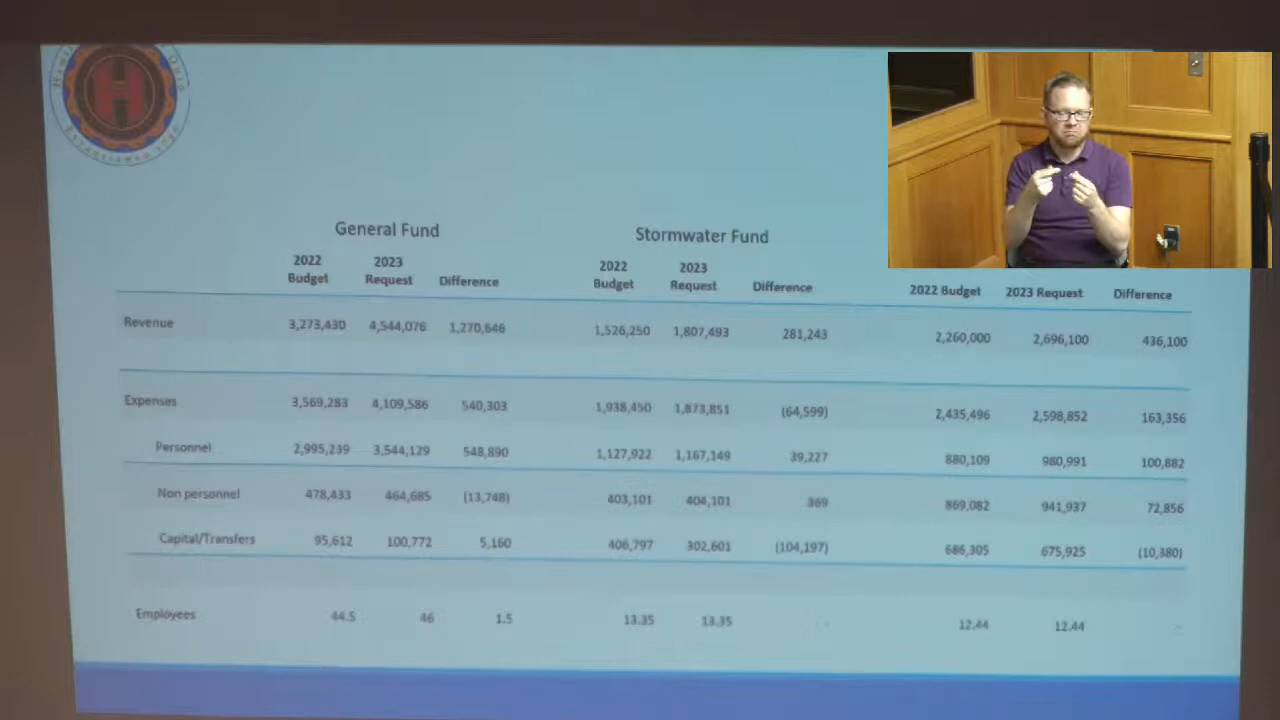 General Fund Stormwater Fund
2022 Budget 2023 Request Difference 2022 Budget 2023 Request Difference 2022 Budget 2023 Request Difference
Revenue 3,273,430 4,544,076 1,270,646 1,526,250 1,807,493 281,243 2,260,000 2,696,100 436,100
Expenses 3,569,283 4,109,586 540,303 1,938,450 1,873,851 (64,599) 2,435,496 2,598,852 163,356
Personnel 2,995,239 3,544,129 548,890 1,127,922 1,167,149 39,227 880,109 980,991 100,882
Non personnel 478,433 464,685 (13,748) 403,101 404,101 369 869,082 941,937 72,856
Capital/Transfers 95,612 100,772 5,160 406,797 302,601 (104,197) 686,305 675,925 (10,380)
Employees 44.5 46 1.5 13.35 13.35 - 12.44 12.44 -